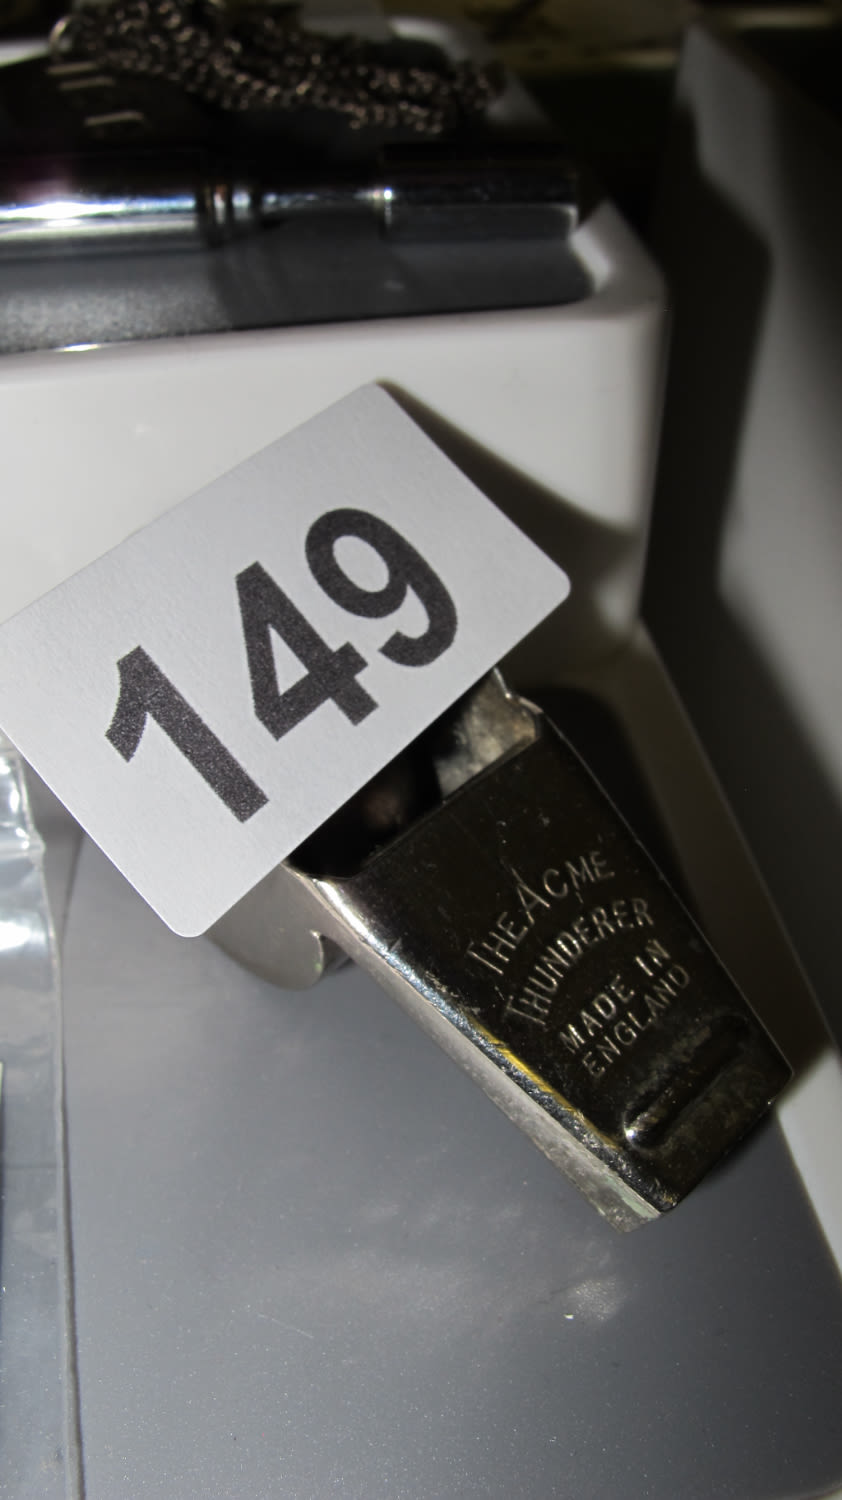 149
THE ACME
THUNDERER
MADE IN
ENGLAND